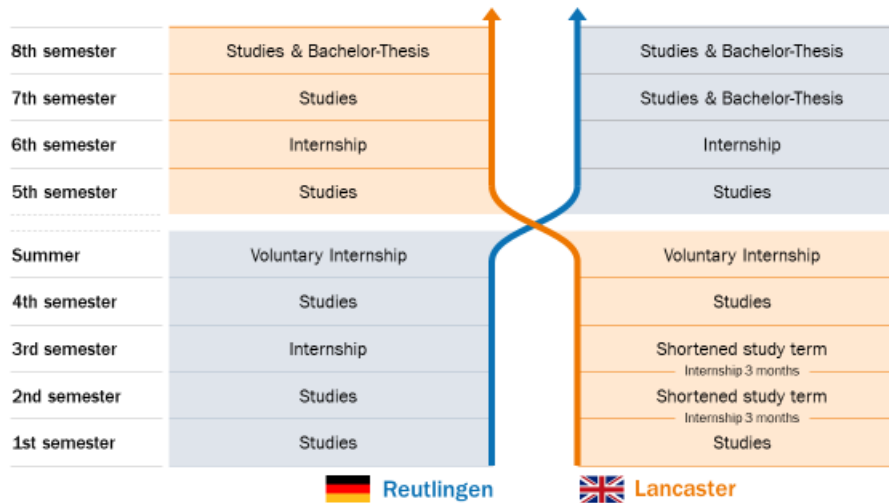 8th semester Studies & Bachelor-Thesis Studies & Bachelor-Thesis
7th semester Studies Studies & Bachelor-Thesis
6th semester Internship Internship
5th semester Studies Studies
Summer Voluntary Internship Voluntary Internship
4th semester Studies Studies
3rd semester Internship Shortened study term
Internship 3 months
2nd semester Studies Shortened study term
Internship 3 months
1st semester Studies Studies
Reutlingen Lancaster